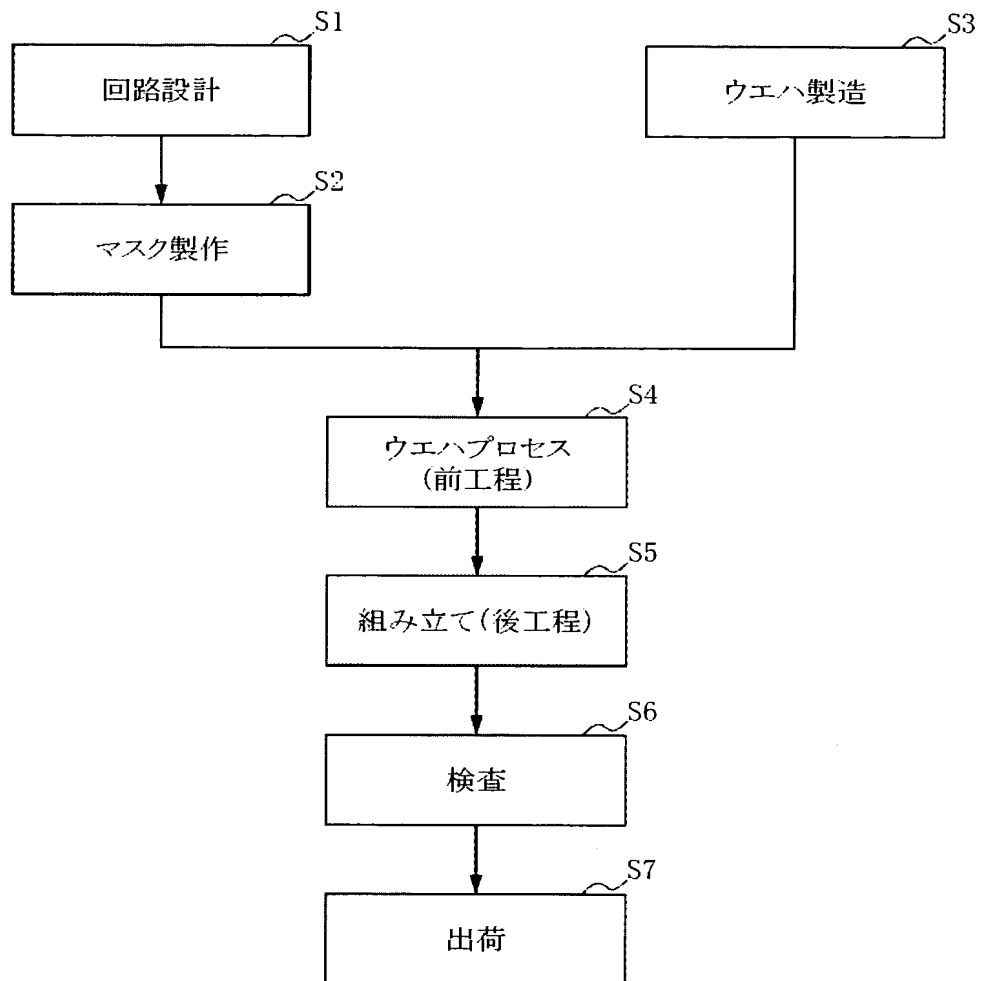 S1
回路設計
S3
ウエハ製造
S2
マスク製作
S4
ウエハプロセス
(前工程)
S5
組み立て(後工程)
S6
検査
S7
出荷